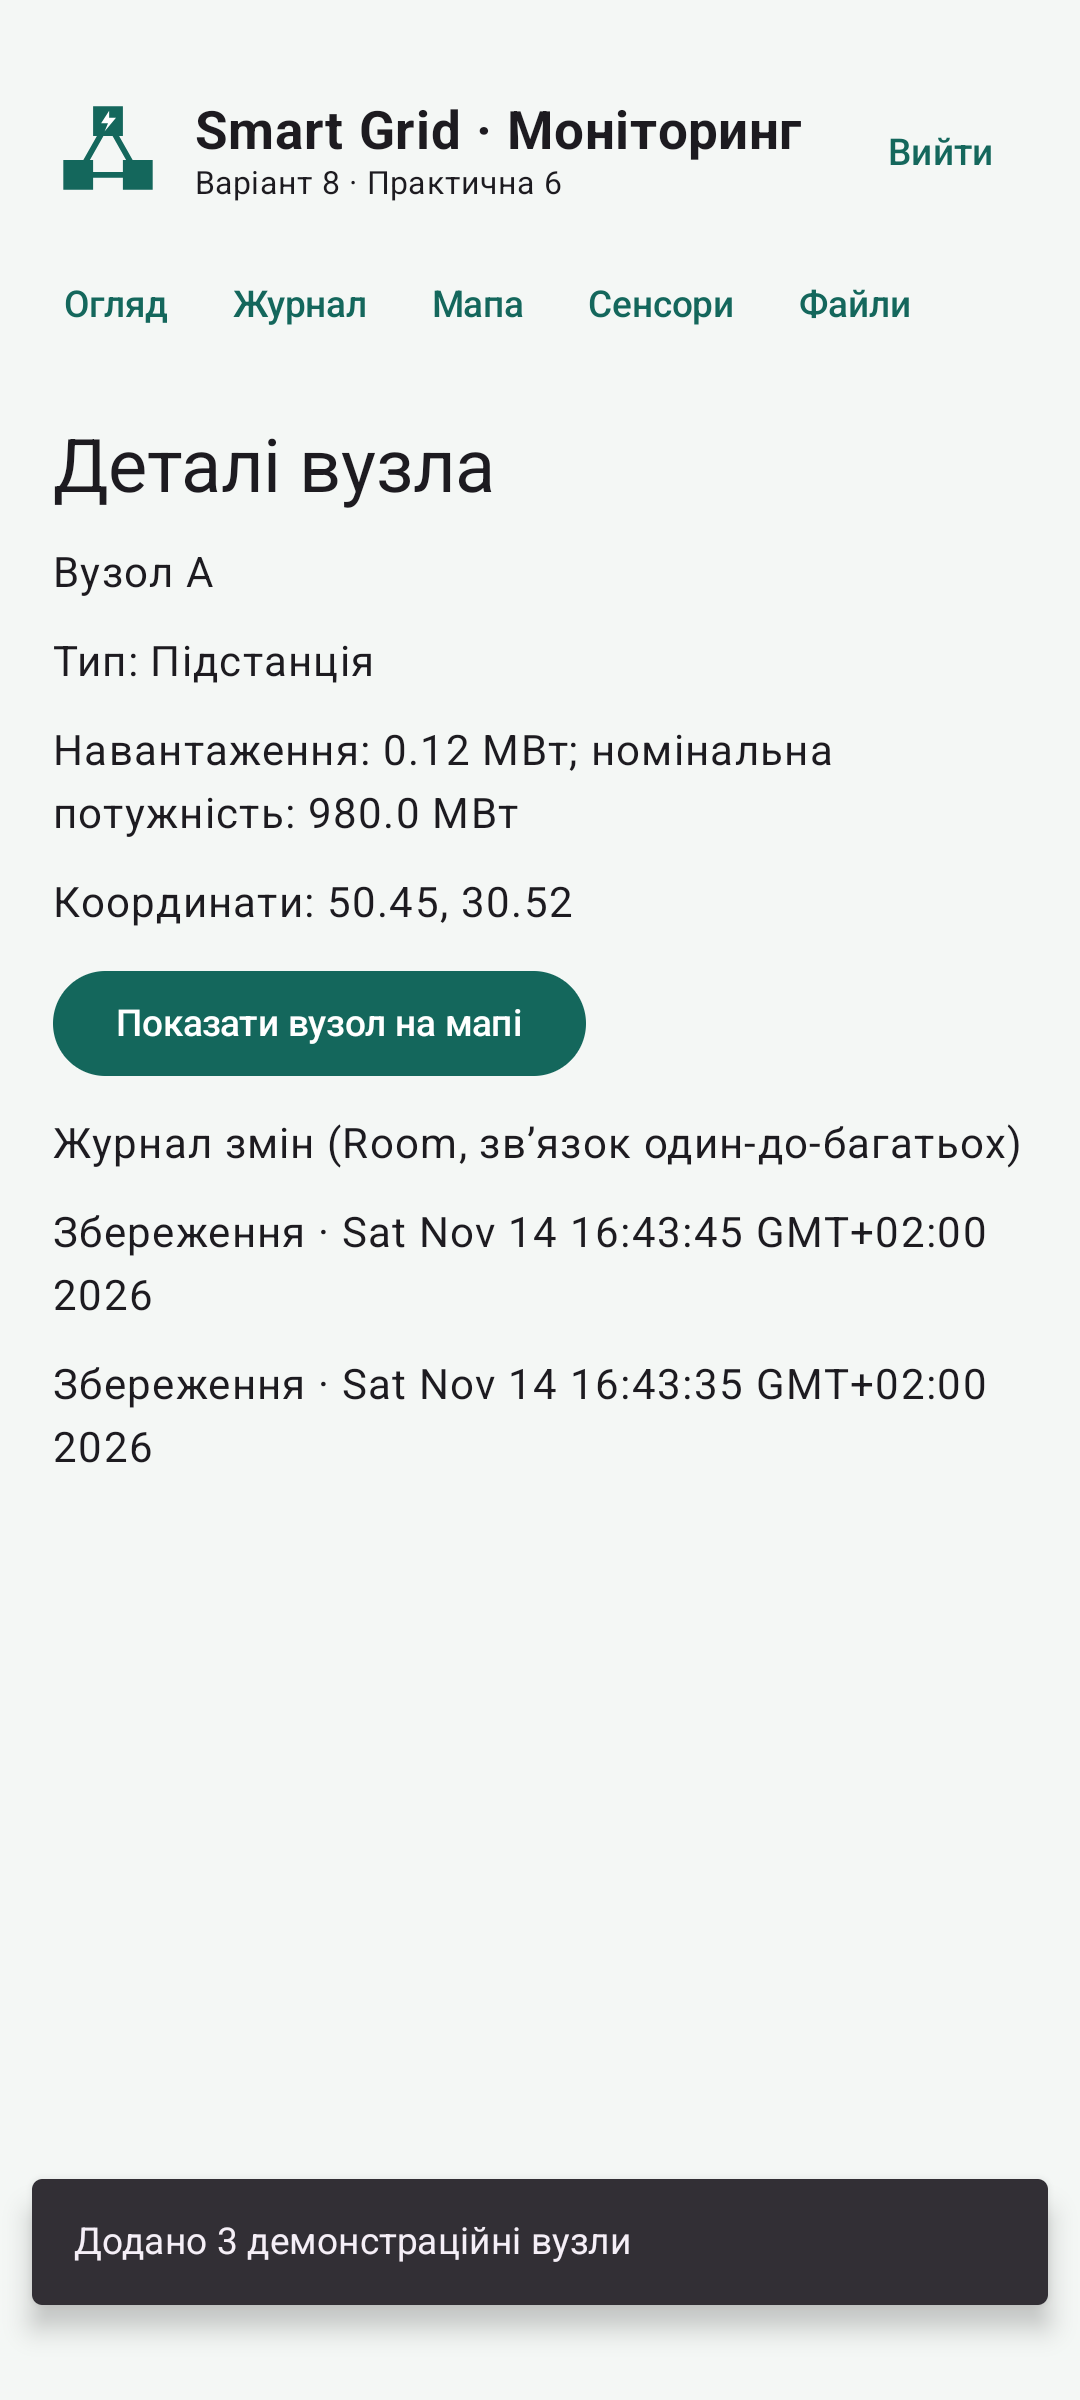 Smart Grid · Моніторинг
Варіант 8 · Практична 6
Вийти
Огляд Журнал Мапа Сенсори Файли
Деталі вузла
Вузол A
Тип: Підстанція
Навантаження: 0.12 МВт; номінальна
потужність: 980.0 МВт
Координати: 50.45, 30.52
Показати вузол на мапі
Журнал змін (Room, зв’язок один-до-багатьох)
Збереження · Sat Nov 14 16:43:45 GMT+02:00
2026
Збереження · Sat Nov 14 16:43:35 GMT+02:00
2026
Додано 3 демонстраційні вузли